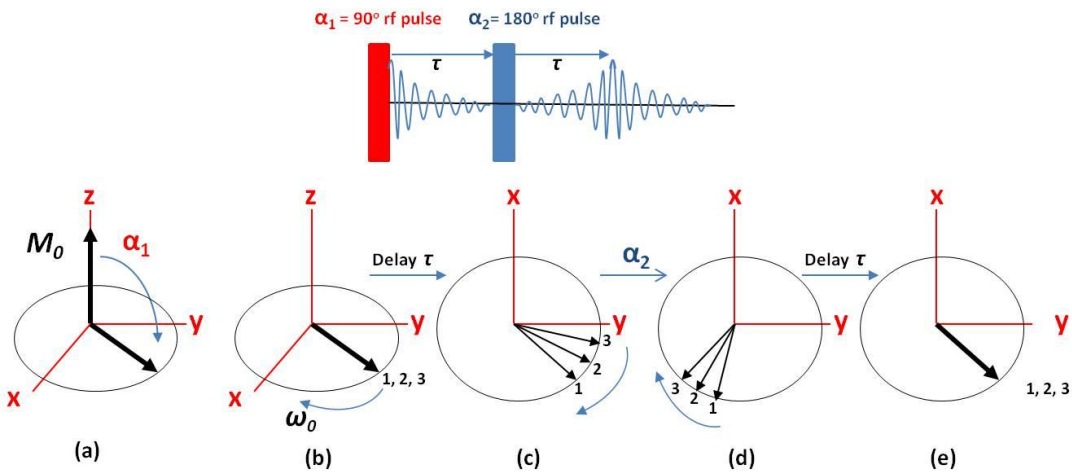 α1 = 90° rf pulse
α2= 180° rf pulse
τ
τ
z
M0
α1
y
x
(a)
z
y
x
1, 2, 3
ω0
(b)
Delay τ
x
y
3
2
1
(c)
α2
x
y
3
2
1
(d)
Delay τ
x
y
1, 2, 3
(e)